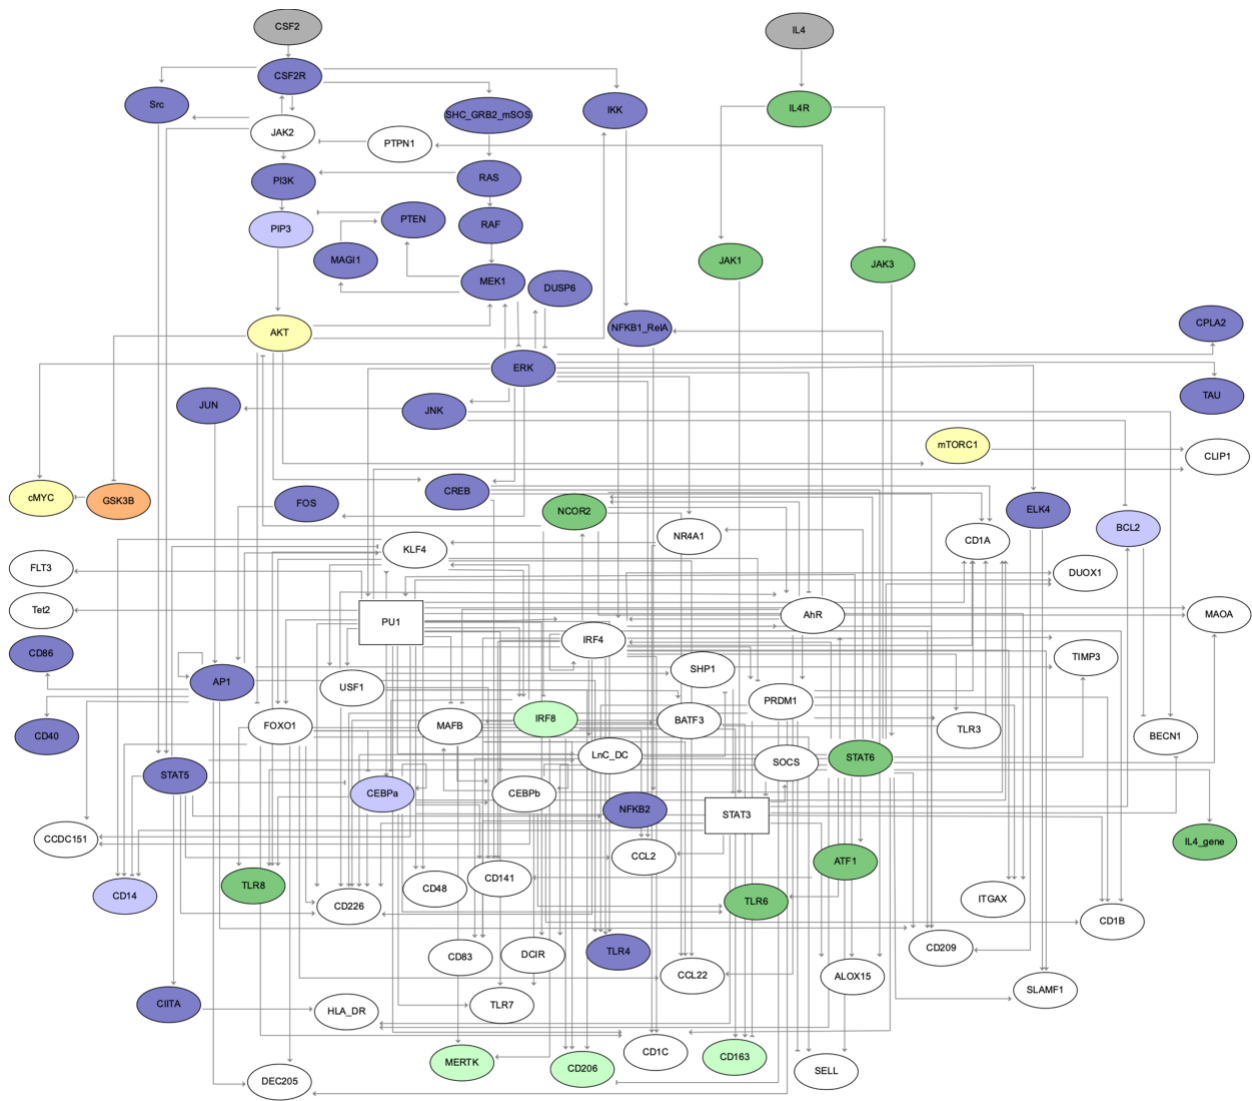 CSF2
IL4
CSF2R
Src
SHC_GRB2_mSOS
IKK
IL4R
JAK2
PTPN1
PI3K
RAS
PIP3
PTEN
RAF
MAGI1
JAK1
JAK3
MEK1
DUSP6
AKT
NFKB1_RelA
CPLA2
ERK
TAU
JUN
JNK
mTORC1
CLIP1
cMYC
GSK3B
FOS
CREB
NCOR2
ELK4
BCL2
NR4A1
CD1A
KLF4
FLT3
DUOX1
Tet2
PU1
AhR
MAOA
IRF4
CD86
TIMP3
SHP1
AP1
USF1
PRDM1
CD40
FOXO1
MAFB
IRF8
BATF3
TLR3
BECN1
LnC_DC
SOCS
STAT6
STAT5
CEBPa
CEBPb
NFKB2
STAT3
CCDC151
IL4_gene
CCL2
ATF1
CD14
TLR8
CD141
CD48
CD226
TLR6
ITGAX
CD1B
CD209
CD83
DCIR
TLR4
CCL22
ALOX15
SLAMF1
CIITA
HLA_DR
TLR7
MERTK
CD206
CD1C
CD163
SELL
DEC205